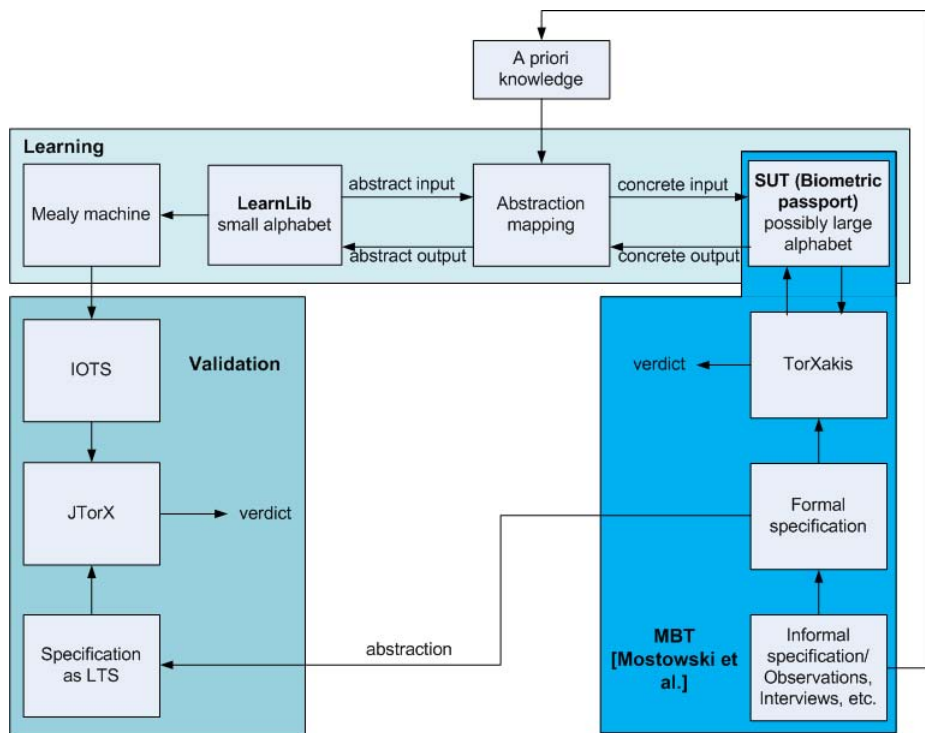 A priori
knowledge
Learning
Mealy machine
LearnLib
small alphabet
abstract input
abstract output
Abstraction
mapping
concrete input
concrete output
SUT (Biometric
passport)
possibly large
alphabet
IOTS
Validation
JTorX
verdict
Specification
as LTS
abstraction
verdict
TorXakis
Formal
specification
MBT
[Mostowski et
al.]
Informal
specification/
Observations,
Interviews, etc.